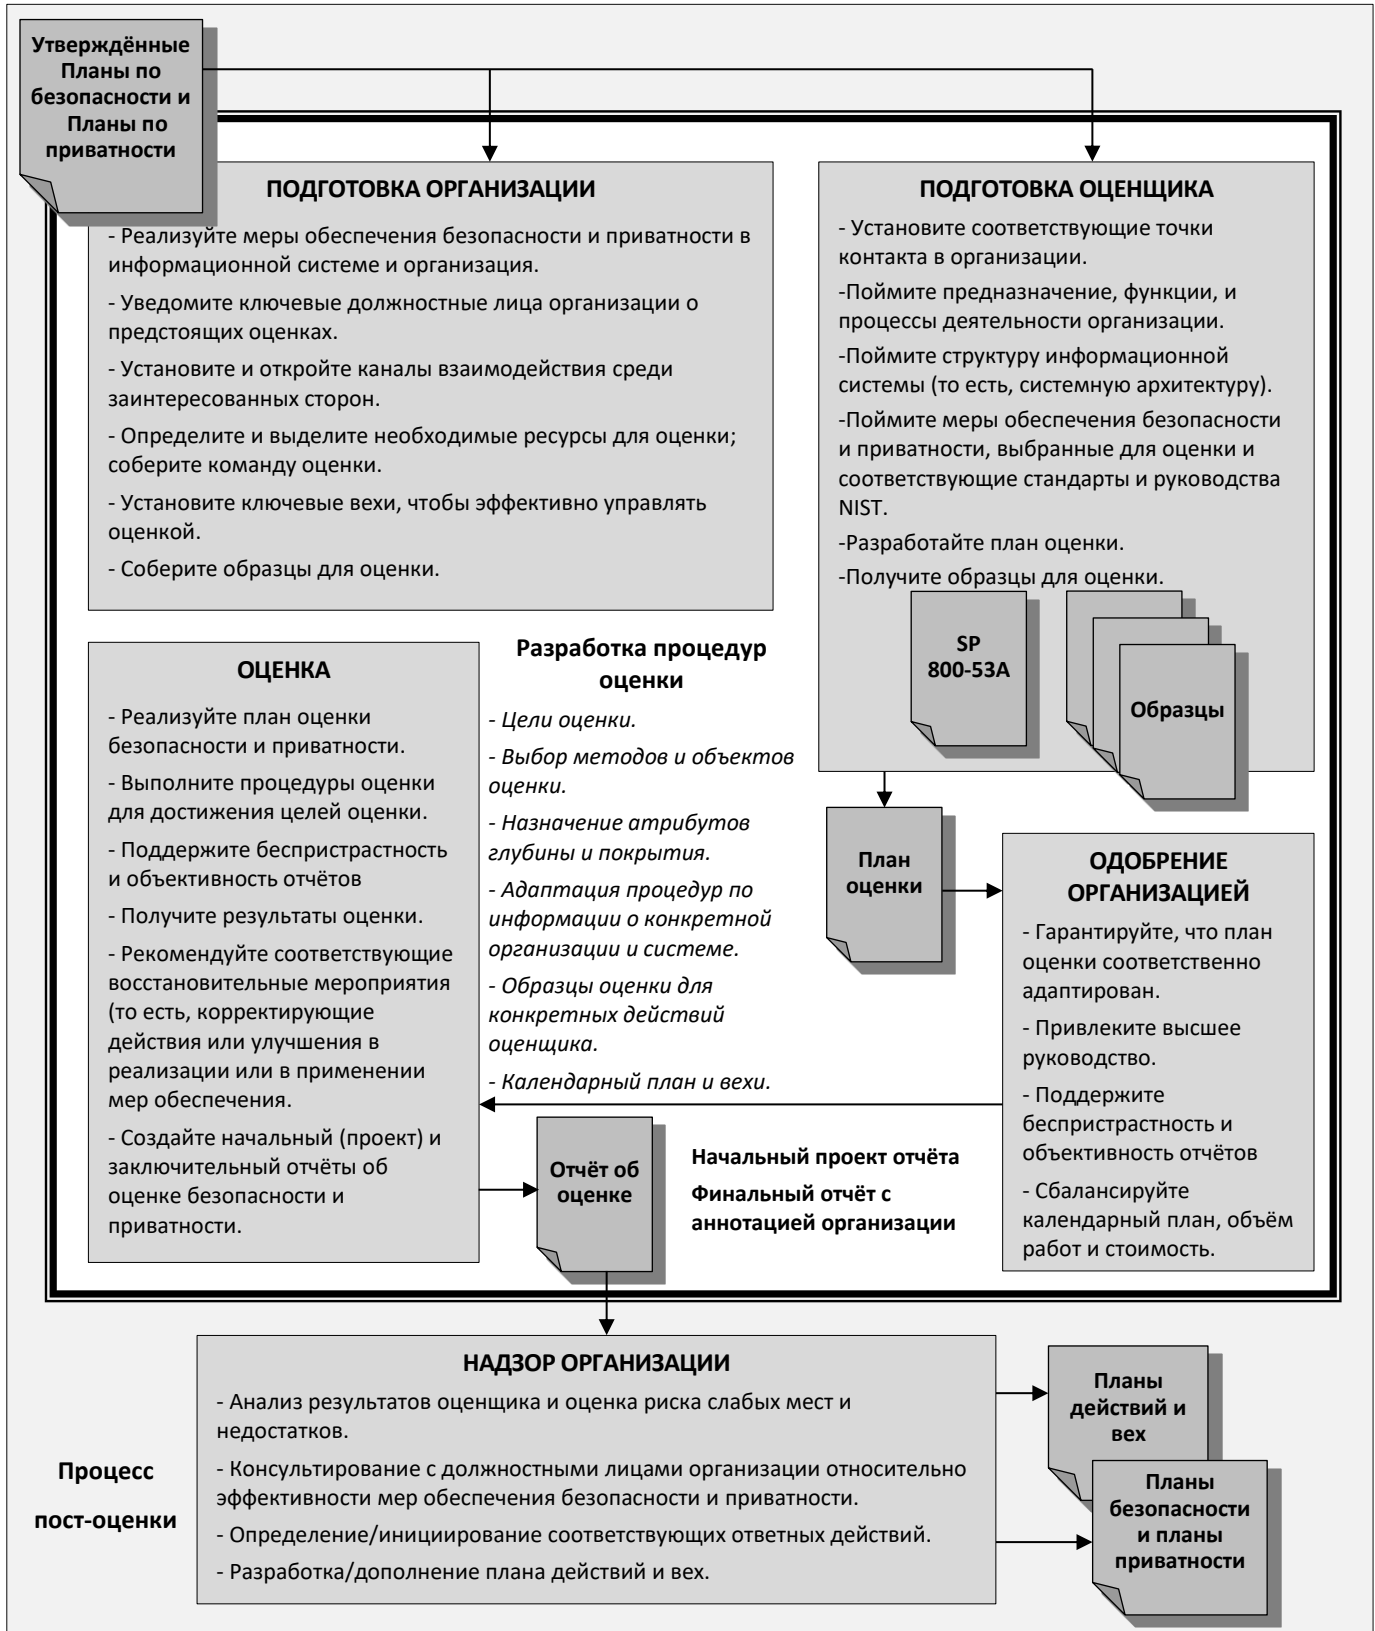 Утверждённые
Планы по
безопасности и
Планы по
приватности
ПОДГОТОВКА ОРГАНИЗАЦИИ
- Реализуйте меры обеспечения безопасности и приватности в
информационной системе и организация.
- Уведомите ключевые должностные лица организации о
предстоящих оценках.
- Установите и откройте каналы взаимодействия среди
заинтересованных сторон.
- Определите и выделите необходимые ресурсы для оценки;
соберите команду оценки.
- Установите ключевые вехи, чтобы эффективно управлять
оценкой.
- Соберите образцы для оценки.
ПОДГОТОВКА ОЦЕНЩИКА
- Установите соответствующие точки
контакта в организации.
-Поймите предназначение, функции, и
процессы деятельности организации.
-Поймите структуру информационной
системы (то есть, системную архитектуру).
-Поймите меры обеспечения безопасности
и приватности, выбранные для оценки и
соответствующие стандарты и руководства
NIST.
-Разработайте план оценки.
-Получите образцы для оценки.
SP
800-53A
Образцы
ОЦЕНКА
- Реализуйте план оценки
безопасности и приватности.
- Выполните процедуры оценки
для достижения целей оценки.
- Поддержите беспристрастность
и объективность отчётов
- Получите результаты оценки.
- Рекомендуйте соответствующие
восстановительные мероприятия
(то есть, корректирующие
действия или улучшения в
реализации или в применении
мер обеспечения.
- Создайте начальный (проект) и
заключительный отчёты об
оценке безопасности и
приватности.
Разработка процедур
оценки
- Цели оценки.
- Выбор методов и объектов
оценки.
- Назначение атрибутов
глубины и покрытия.
- Адаптация процедур по
информации о конкретной
организации и системе.
- Образцы оценки для
конкретных действий
оценщика.
- Календарный план и вехи.
План
оценки
ОДОБРЕНИЕ
ОРГАНИЗАЦИЕЙ
- Гарантируйте, что план
оценки соответственно
адаптирован.
- Привлеките высшее
руководство.
- Поддержите
беспристрастность и
объективность отчётов
- Сбалансируйте
календарный план, объём
работ и стоимость.
Отчёт об
оценке
Начальный проект отчёта
Финальный отчёт с
аннотацией организации
НАДЗОР ОРГАНИЗАЦИИ
- Анализ результатов оценщика и оценка риска слабых мест и
недостатков.
- Консультирование с должностными лицами организации относительно
эффективности мер обеспечения безопасности и приватности.
- Определение/инициирование соответствующих ответных действий.
- Разработка/дополнение плана действий и вех.
Процесс
пост-оценки
Планы
действий и
вех
Планы
безопасности
и планы
приватности